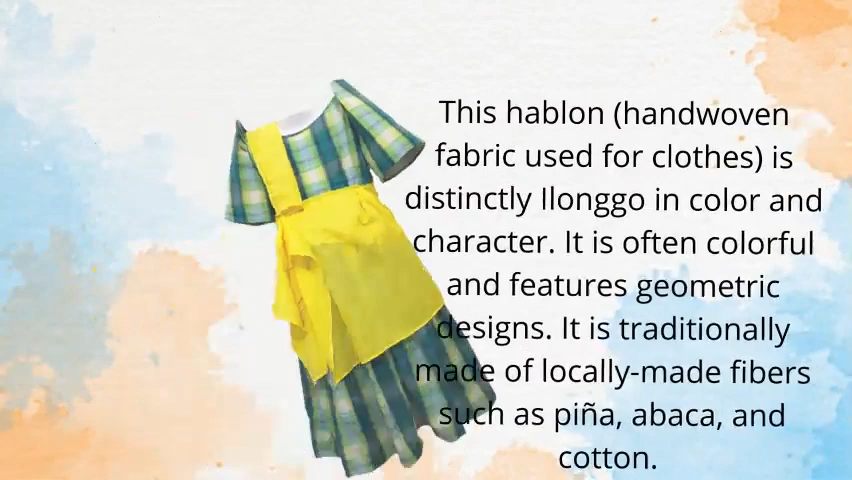 This hablon (handwoven
fabric used for clothes) is
distinctly Ilonggo in color and
character. It is often colorful
and features geometric
designs. It is traditionally
made of locally-made fibers
such as piña, abaca, and
cotton.